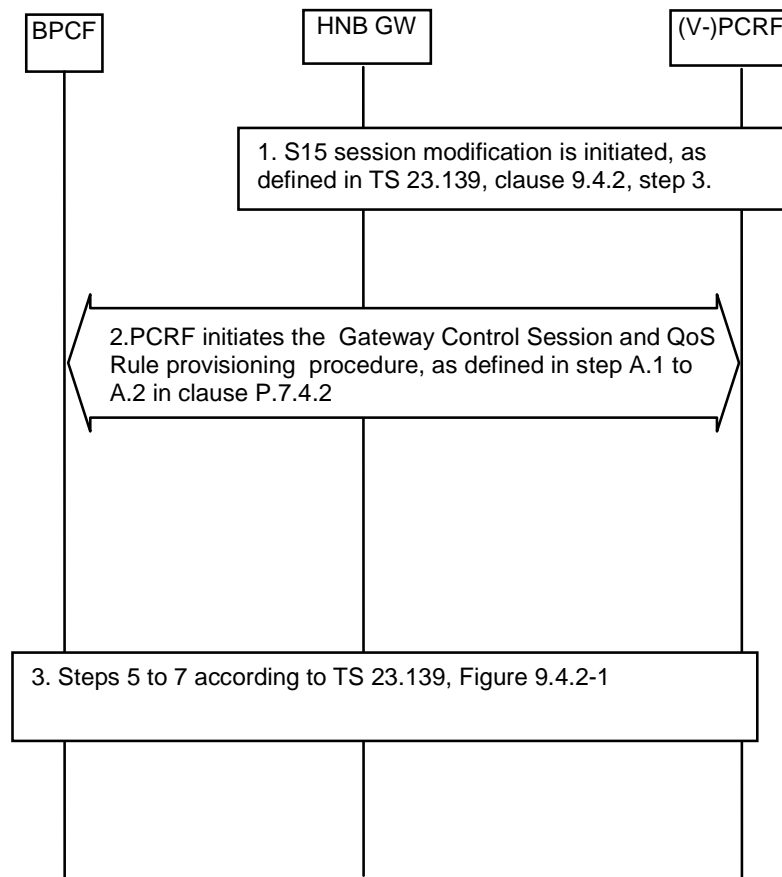 BPCF
HNB GW
(V-)PCRF
1. S15 session modification is initiated, as
defined in TS 23.139, clause 9.4.2, step 3.
2.PCRF initiates the Gateway Control Session and QoS
Rule provisioning procedure, as defined in step A.1 to
A.2 in clause P.7.4.2
3. Steps 5 to 7 according to TS 23.139, Figure 9.4.2-1